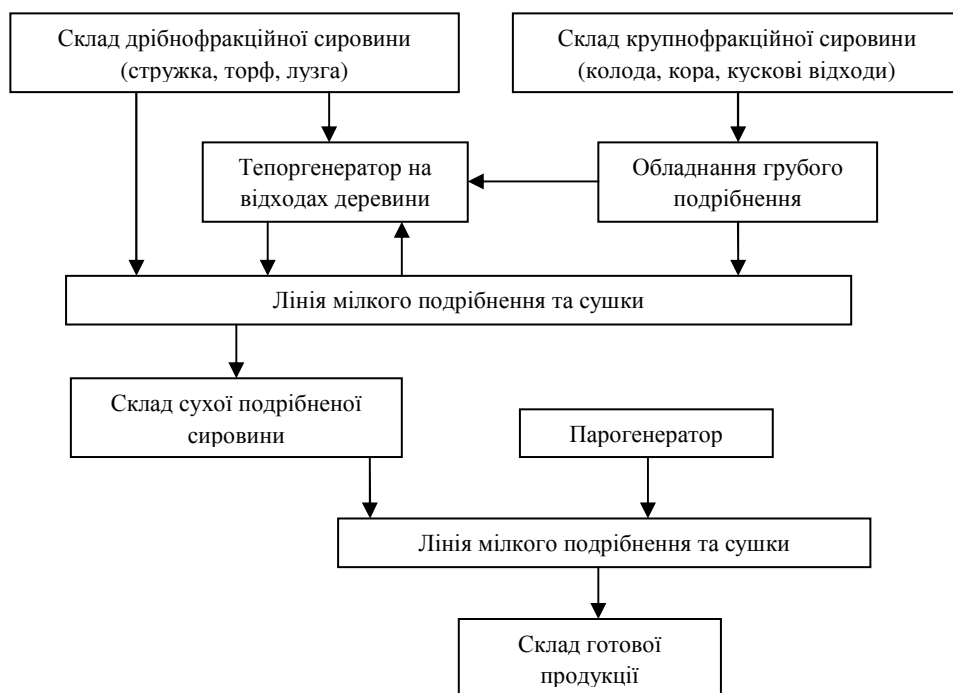 Склад дрібнофракційної сировини
(стружка, торф, лузга)
Склад крупнофракційної сировини
(колода, кора, кускові відходи)
Тепоргенератор на
відходах деревини
Обладнання грубого
подрібнення
Лінія мілкого подрібнення та сушки
Склад сухої подрібненої
сировини
Парогенератор
Лінія мілкого подрібнення та сушки
Склад готової
продукції